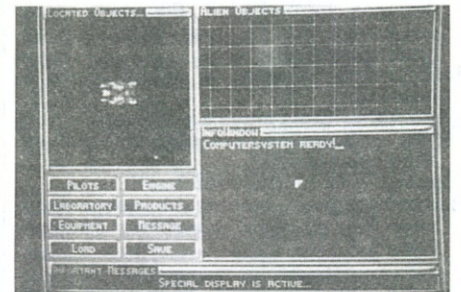 LOCATED OBJECTS...
ALIEN OBJECTS
INFOWINDOW
COMPUTERSYSTEM READY!_
PILOTS
ENGINE
LABORATORY
PRODUCTS
EQUIPMENT
MESSAGE
LOAD
SAVE
IMPORTANT MESSAGES
SPECIAL DISPLAY IS ACTIVE...